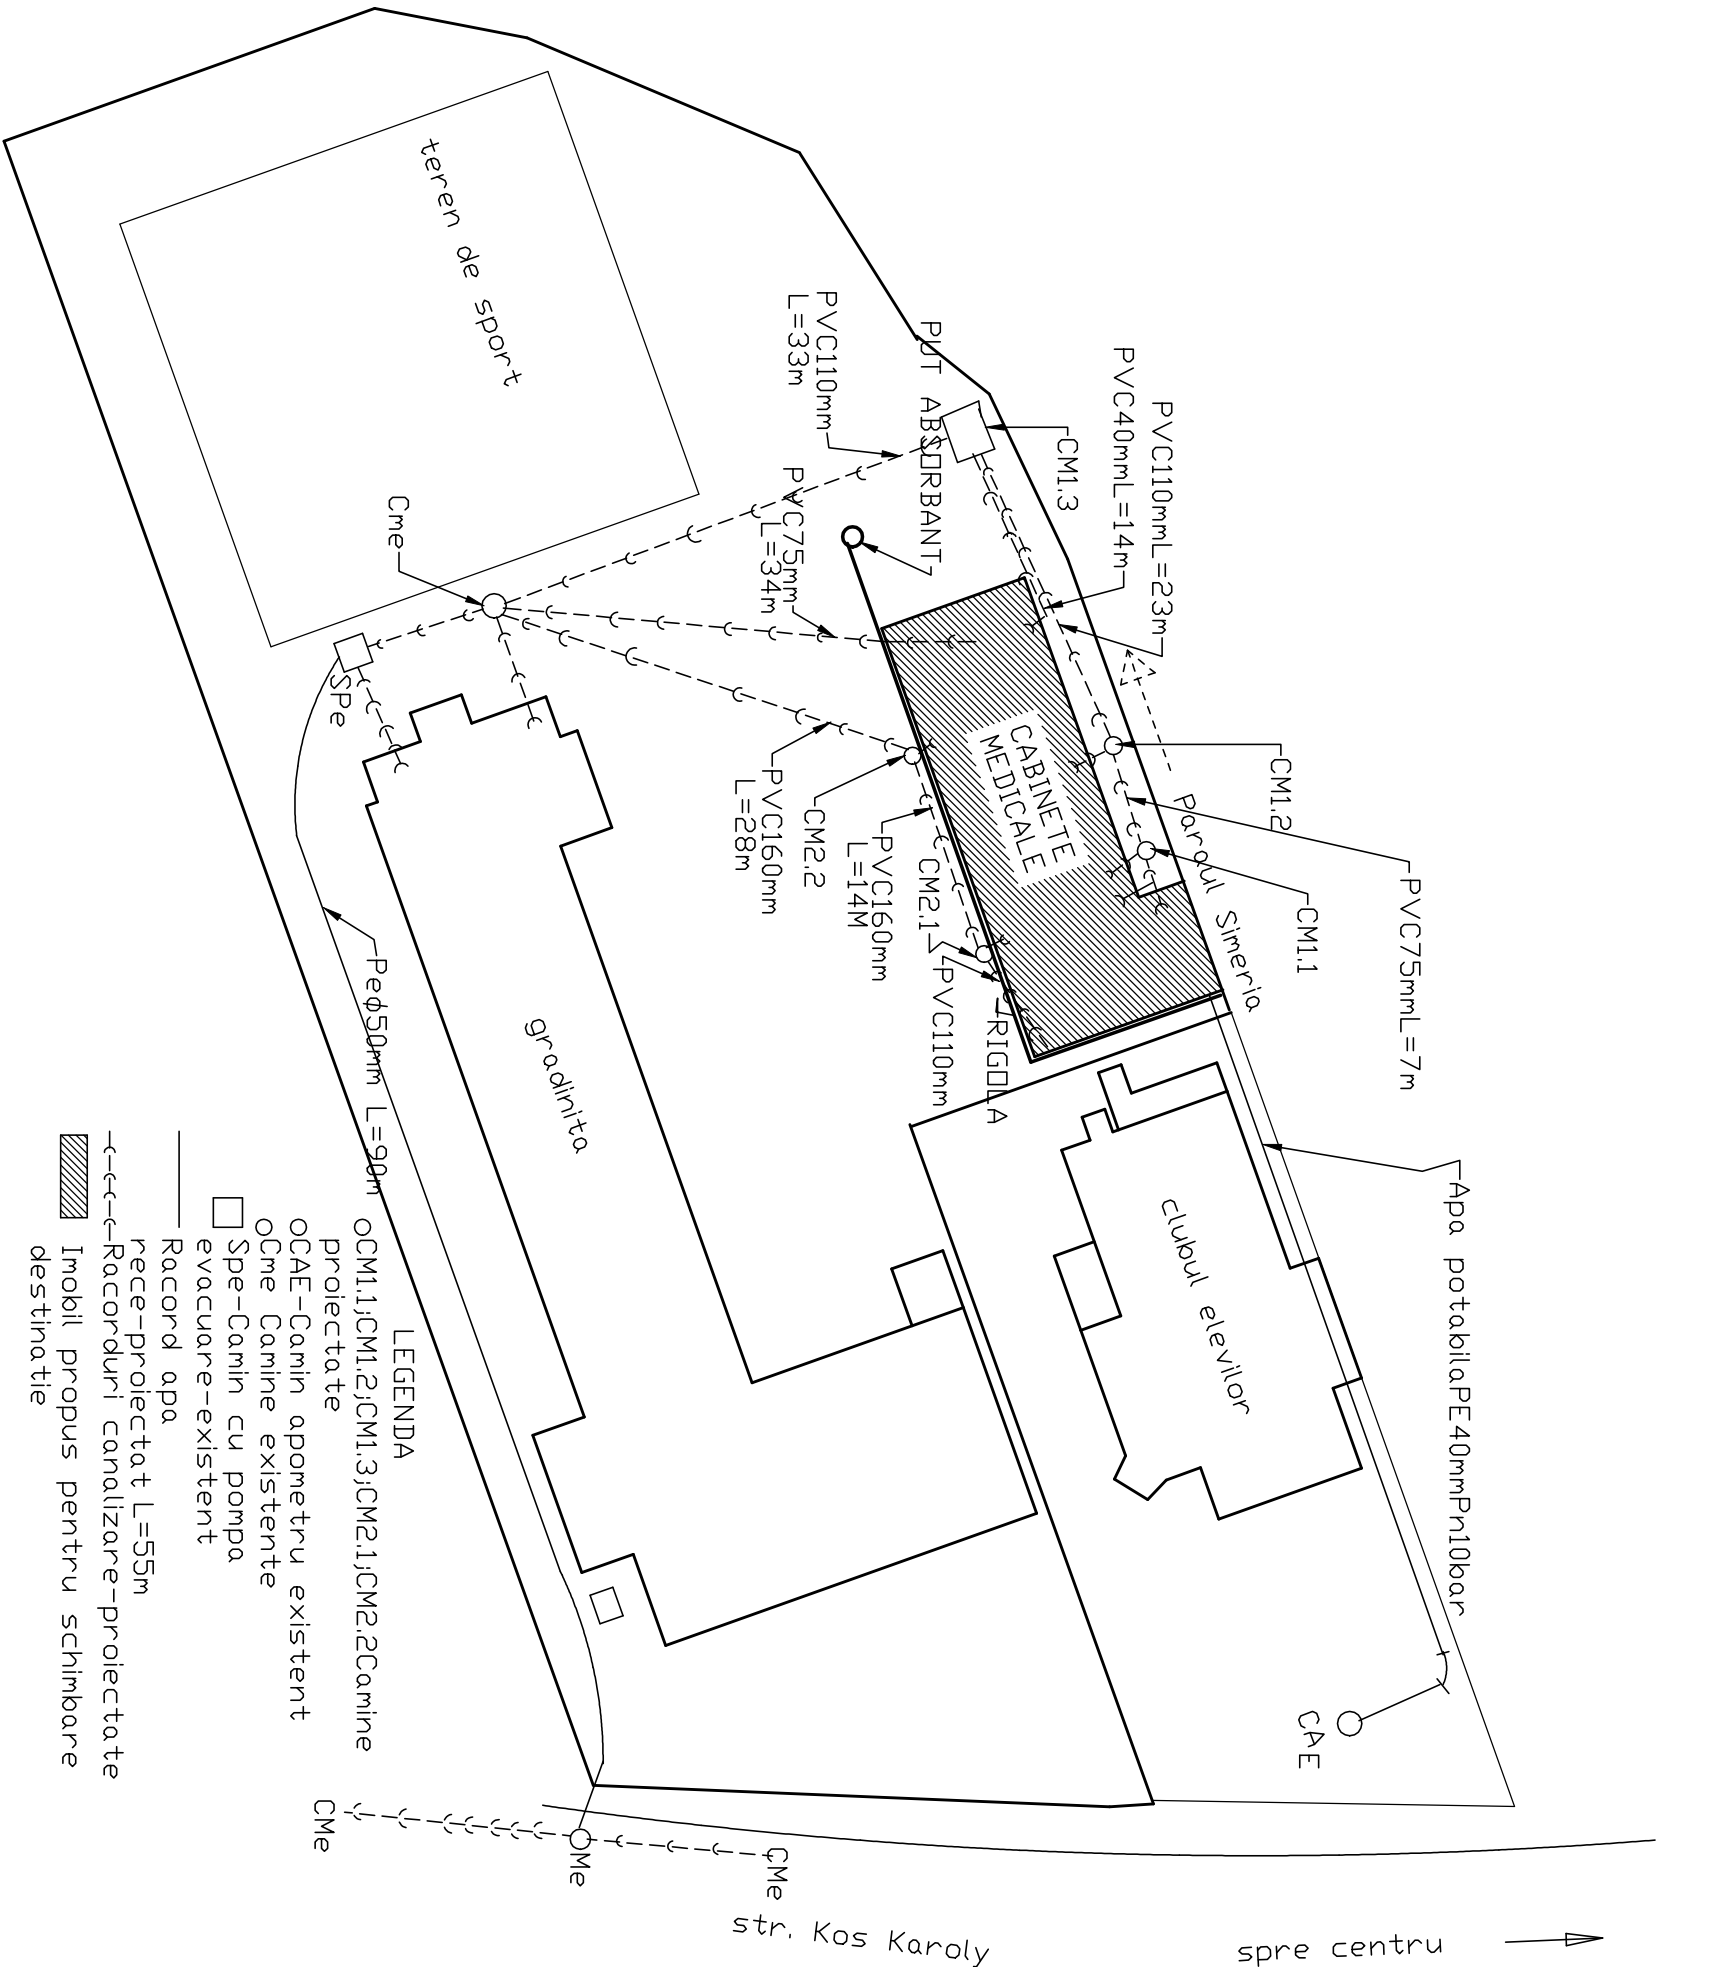 teren de sport
PVC110mm
L=33m
PUT ABSORBANT
CM1.3
PVC40mmL=14m
PVC110mmL=23m
PVC75mm
L=34m
Cme
SPe
CABINETE
MEDICALE
CM1.2
Paraul Simeria
CM1.1
PVC75mmL=7m
PVC160mm
L=28m
CM2.2
PVC160mm
L=14M
CM2.1
PVC110mm
RIGOLA
Peϕ50mm L=90m
gradinita
clubul elevilor
Apa potabilaPE40mmPn10bar
CAE
LEGENDA
oCM1.1;CM1.2;CM1.3;CM2.1;CM2.2Camine
proiectate
oCAE-Camin apometru existent
oCme Camine existente
Spe-Camin cu pompa
evacuare-existent
Racord apa
rece-proiectat L=55m
Racorduri canalizare-proiectate
Imobil propus pentru schimbare
destinatie
CMe
CMe
CMe
str. Kos Karoly
spre centru